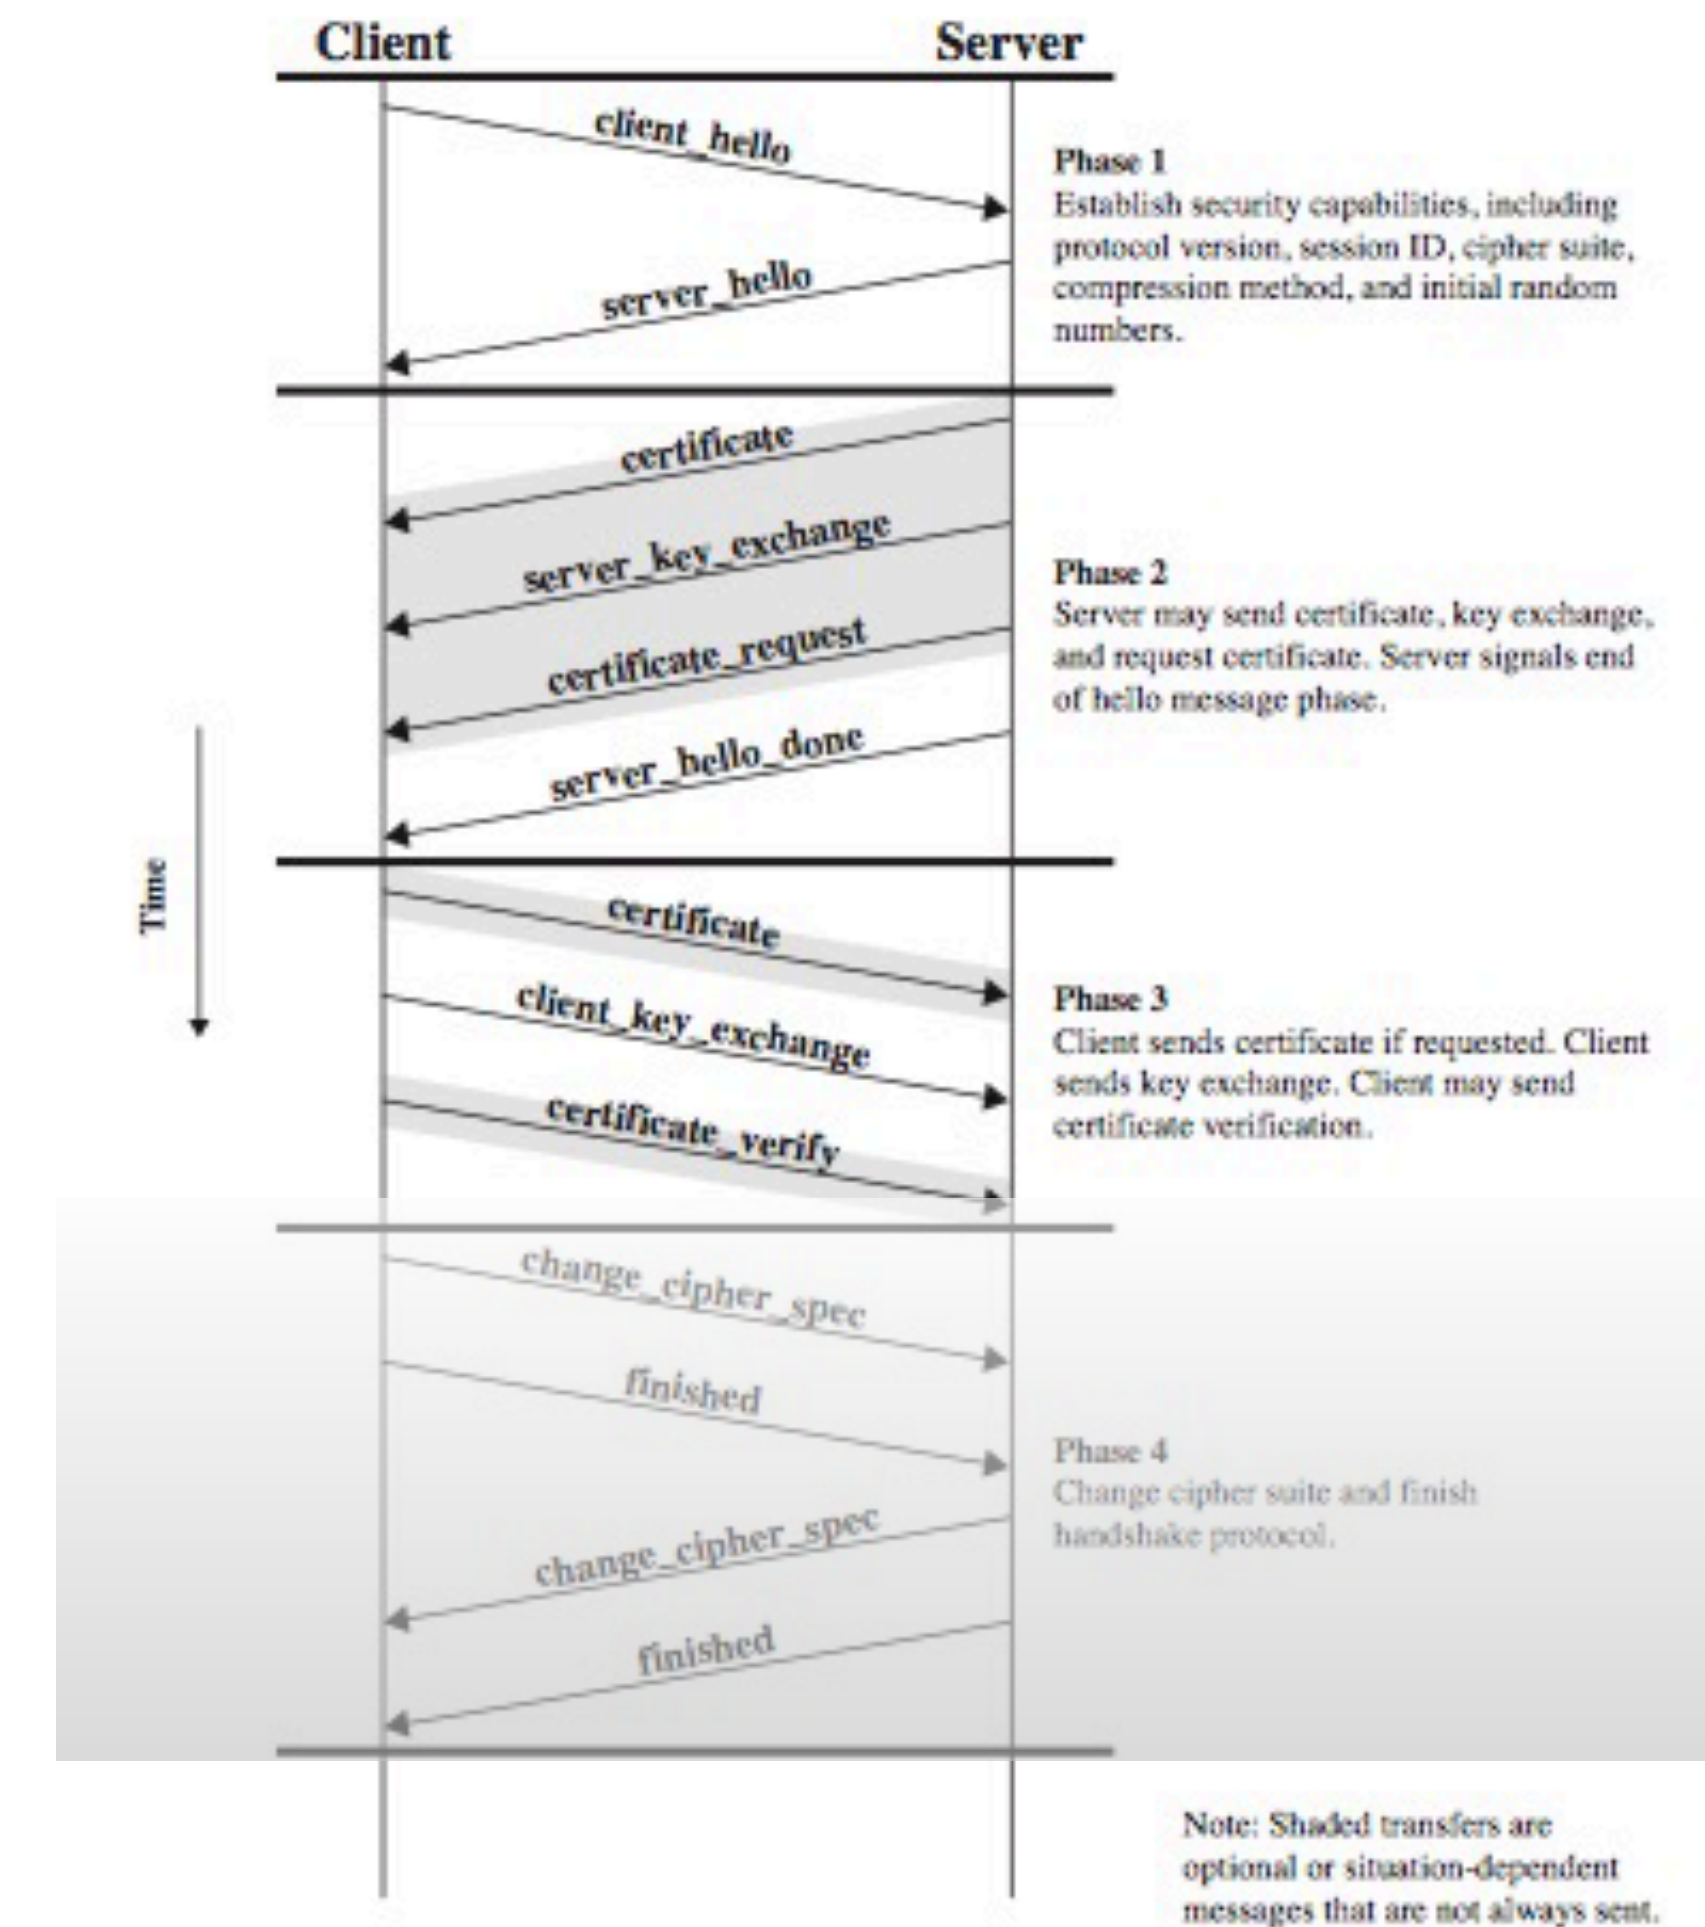 Client Server
client_hello
Phase 1
Establish security capabilities, including
protocol version, session ID, cipher suite,
compression method, and initial random
numbers.
server_hello
certificate
server_key_exchange
Phase 2
Server may send certificate, key exchange,
and request certificate. Server signals end
of hello message phase.
certificate_request
server_hello_done
Time
certificate
client_key_exchange
Phase 3
Client sends certificate if requested. Client
sends key exchange. Client may send
certificate verification.
certificate_verify
change_cipher_spec
finished
Phase 4
Change cipher suite and finish
handshake protocol.
change_cipher_spec
finished
Note: Shaded transfers are
optional or situation-dependent
messages that are not always sent.